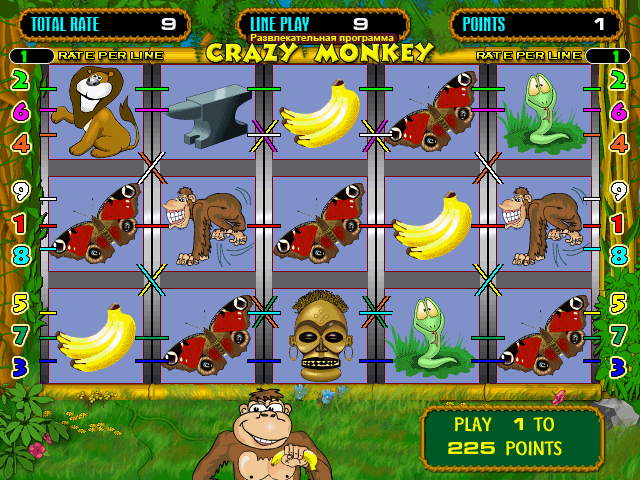 TOTAL RATE 9
LINE PLAY 9
POINTS 1
Развлекательная программа
CRAZY MONKEY
1 RATE PER LINE
RATE PER LINE 1
2 2
6 6
4 4
9 9
1 1
8 8
5 5
7 7
3 3
PLAY 1 TO
225 POINTS